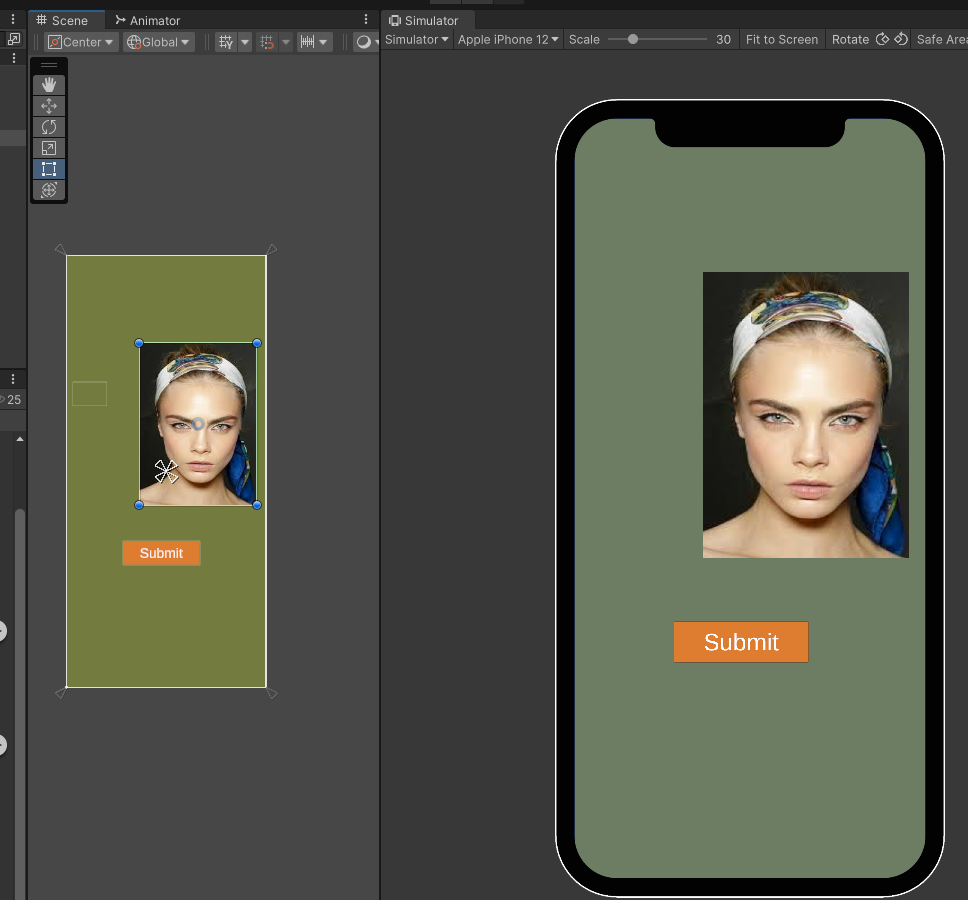 Scene
Animator
Simulator
Center
Global
Simulator
Apple iPhone 12
Scale
30
Fit to Screen
Rotate
Safe Area
25
Submit
Submit